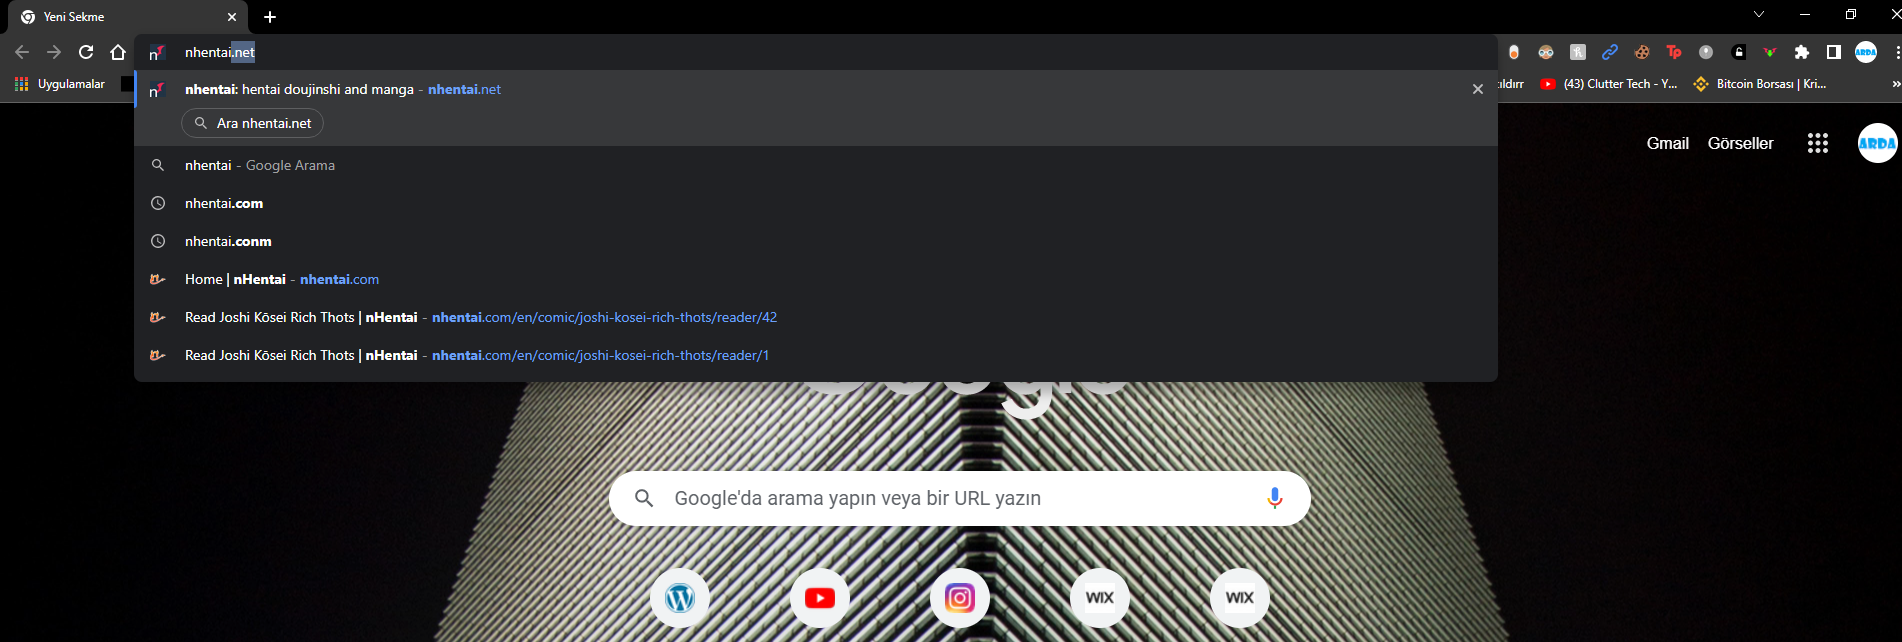 Yeni Sekme
nhentai.net
Uygulamalar
nhentai: hentai doujinshi and manga - nhentai.net
Ara nhentai.net
(43) Clutter Tech - Y...
Bitcoin Borsası | Kri...
Gmail
Görseller
ARDA
nhentai - Google Arama
nhentai.com
nhentai.conm
Home | nHentai - nhentai.com
Read Joshi Kōsei Rich Thots | nHentai - nhentai.com/en/comic/joshi-kosei-rich-thots/reader/42
Read Joshi Kōsei Rich Thots | nHentai - nhentai.com/en/comic/joshi-kosei-rich-thots/reader/1
Google'da arama yapın veya bir URL yazın
WIX
WIX